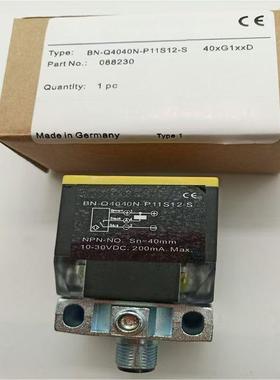 CE
Type: BN-Q4040N-P11S12-S 40xG1xxD
Part No.: 088230
Quantity: 1 pc
Made in Germany Type 1
CE
BN-Q4040N-P11S12-S
NPN-NO. Sn=40mm
10-30VDC. 200mA. Max.